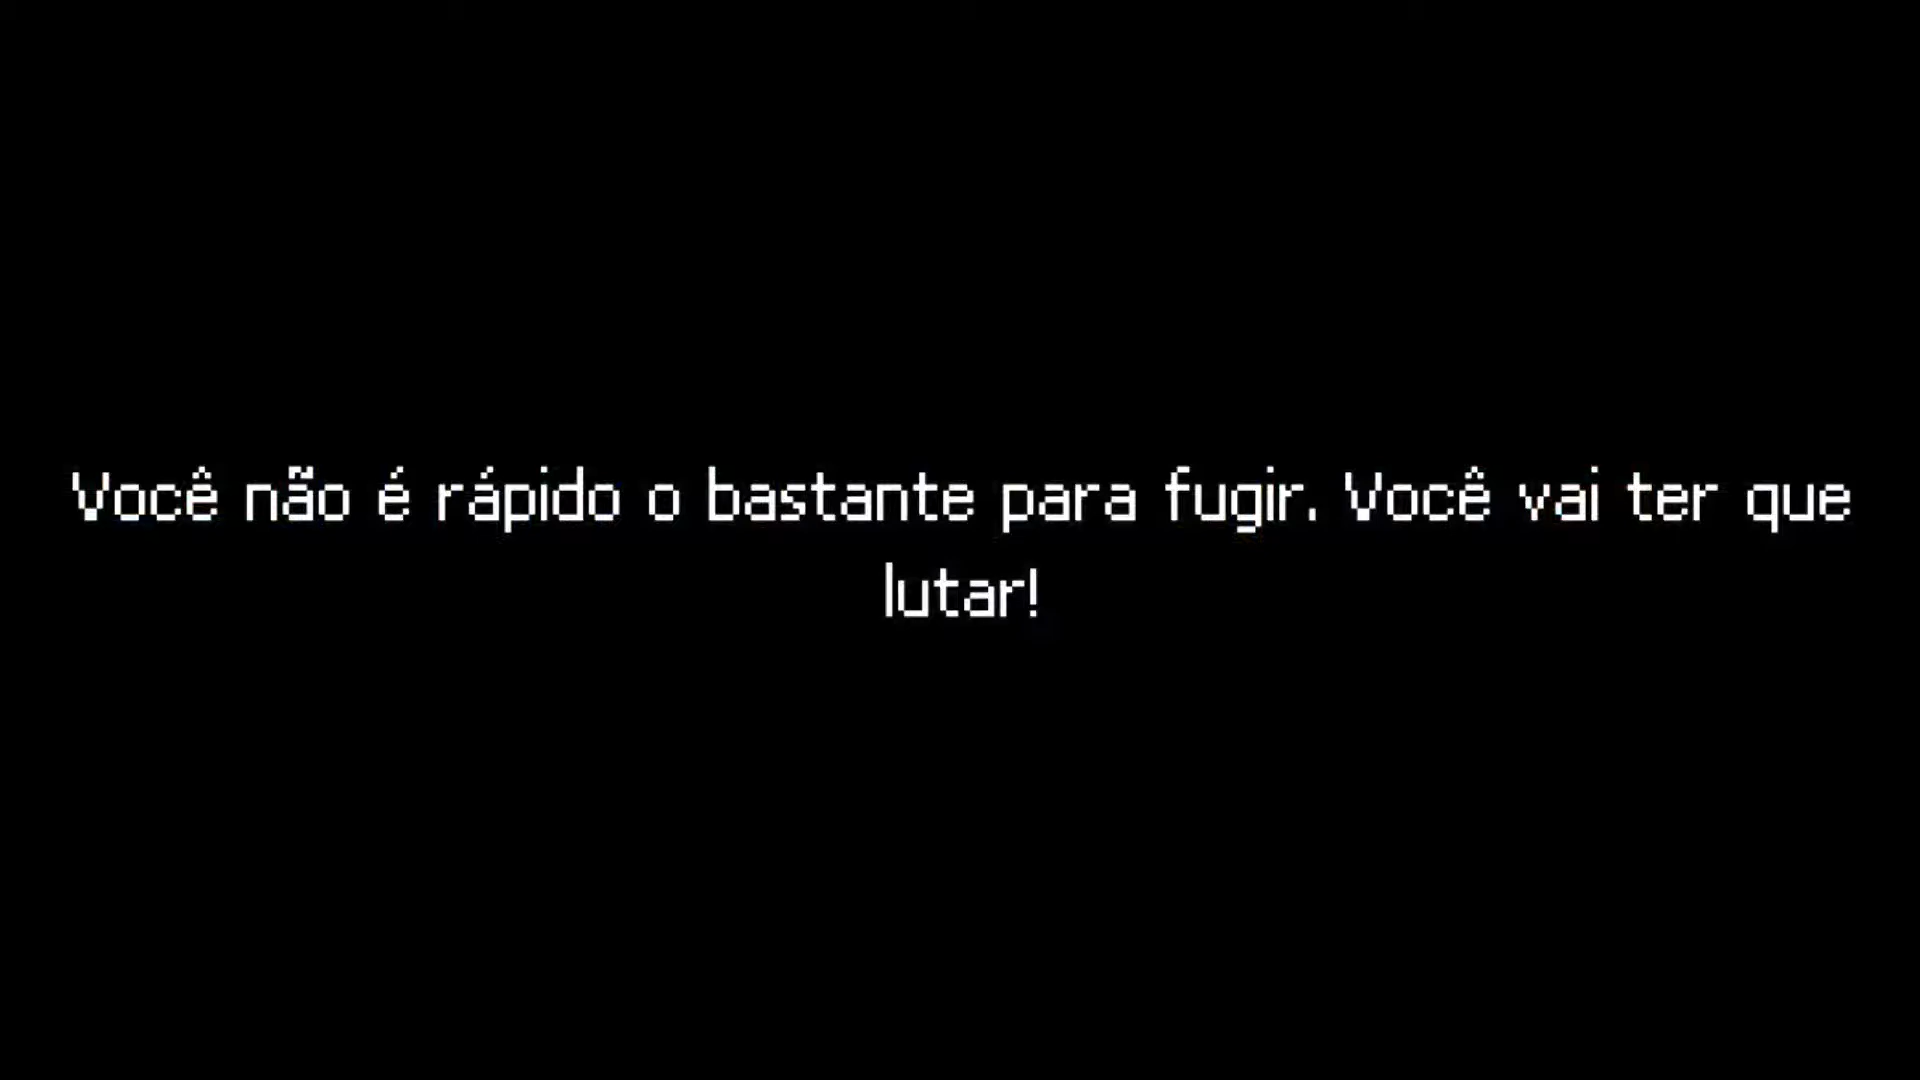 Você não é rápido o bastante para fugir. Você vai ter que
lutar!